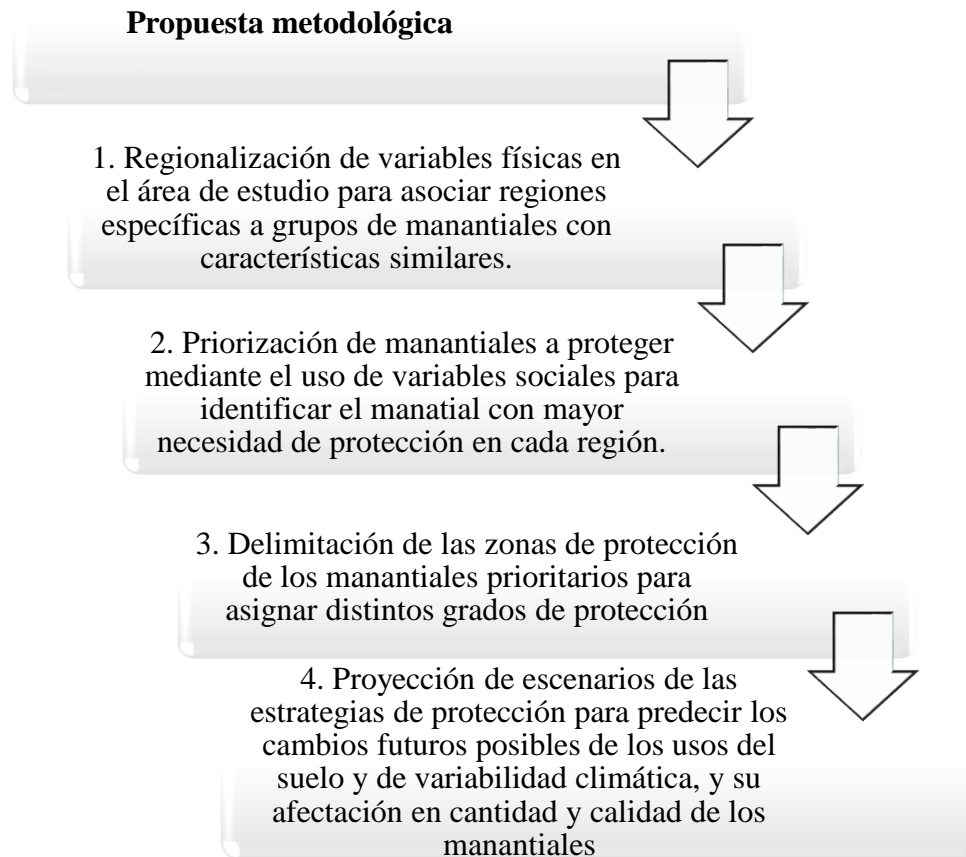 Propuesta metodológica
1. Regionalización de variables físicas en
el área de estudio para asociar regiones
específicas a grupos de manantiales con
características similares.
2. Priorización de manantiales a proteger
mediante el uso de variables sociales para
identificar el manatial con mayor
necesidad de protección en cada región.
3. Delimitación de las zonas de protección
de los manantiales prioritarios para
asignar distintos grados de protección
4. Proyección de escenarios de las
estrategias de protección para predecir los
cambios futuros posibles de los usos del
suelo y de variabilidad climática, y su
afectación en cantidad y calidad de los
manantiales